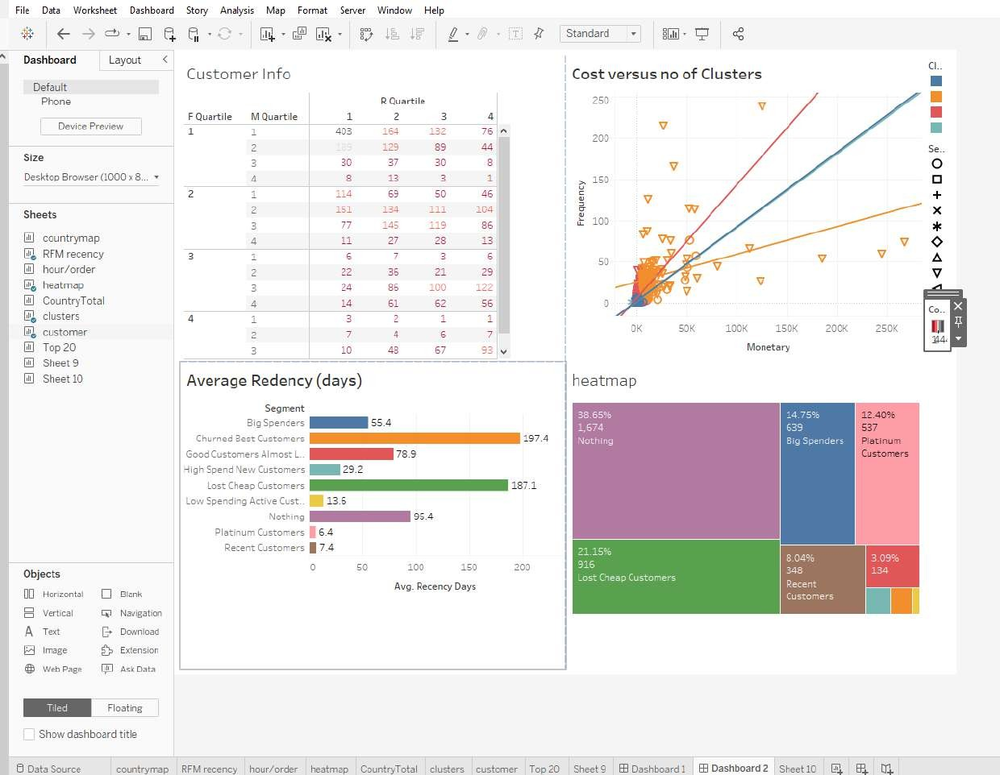 File Data Worksheet Dashboard Story Analysis Map Format Server Window Help
Standard
Dashboard Layout
Default
Phone
Device Preview
Size
Desktop Browser (1000 x 8...
Sheets
countrymap
RFM recency
hour/order
heatmap
CountryTotal
clusters
customer
Top 20
Sheet 9
Sheet 10
Objects
Horizontal Blank
Vertical Navigation
Text Download
Image Extension
Web Page Ask Data
Tiled Floating
Show dashboard title
Customer Info
R Quartile
F Quartile M Quartile 1 2 3 4
1 1 403 164 132 76
2 189 129 89 44
3 30 37 30 8
4 8 13 3 1
2 1 114 69 50 46
2 151 134 111 104
3 77 145 119 86
4 11 27 28 13
3 1 6 7 3 6
2 22 36 21 29
3 24 86 100 122
4 14 61 62 56
4 1 3 2 1 1
2 7 4 6 7
3 10 48 67 93
Cost versus no of Clusters
Frequency
250
200
150
100
50
0
0K 50K 100K 150K 200K 250K
Monetary
Cl..
Se..
Co..
Average Redency (days)
Segment
Big Spenders 55.4
Churned Best Customers 197.4
Good Customers Almost L.. 78.9
High Spend New Customers 29.2
Lost Cheap Customers 187.1
Low Spending Active Cust.. 13.6
Nothing 95.4
Platinum Customers 6.4
Recent Customers 7.4
0 50 100 150 200
Avg. Recency Days
heatmap
38.65%
1,674
Nothing
14.75%
639
Big Spenders
12.40%
537
Platinum
Customers
21.15%
916
Lost Cheap Customers
8.04%
348
Recent
Customers
3.09%
134
Data Source countrymap RFM recency hour/order heatmap CountryTotal clusters customer Top 20 Sheet 9 Dashboard 1 Dashboard 2 Sheet 10